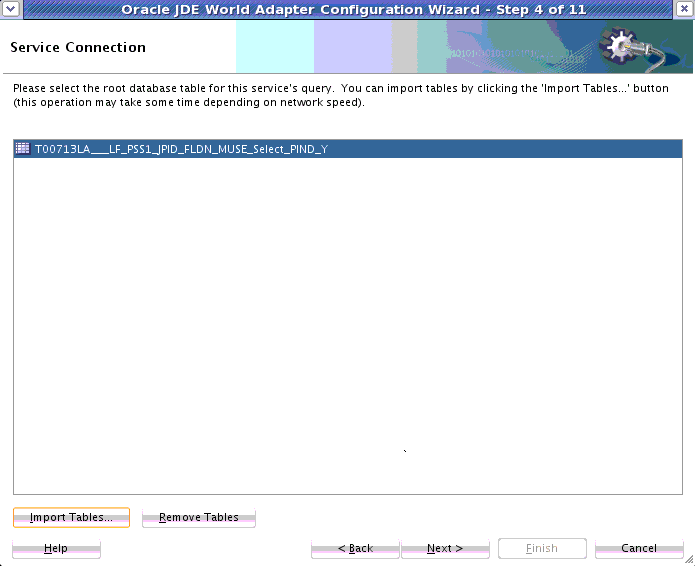 Oracle JDE World Adapter Configuration Wizard - Step 4 of 11
Service Connection
Please select the root database table for this service's query. You can import tables by clicking the 'Import Tables...' button
(this operation may take some time depending on network speed).
T00713LA___LF_PSS1_JPID_FLDN_MUSE_Select_PIND_Y
Import Tables... Remove Tables
Help < Back Next > Finish Cancel